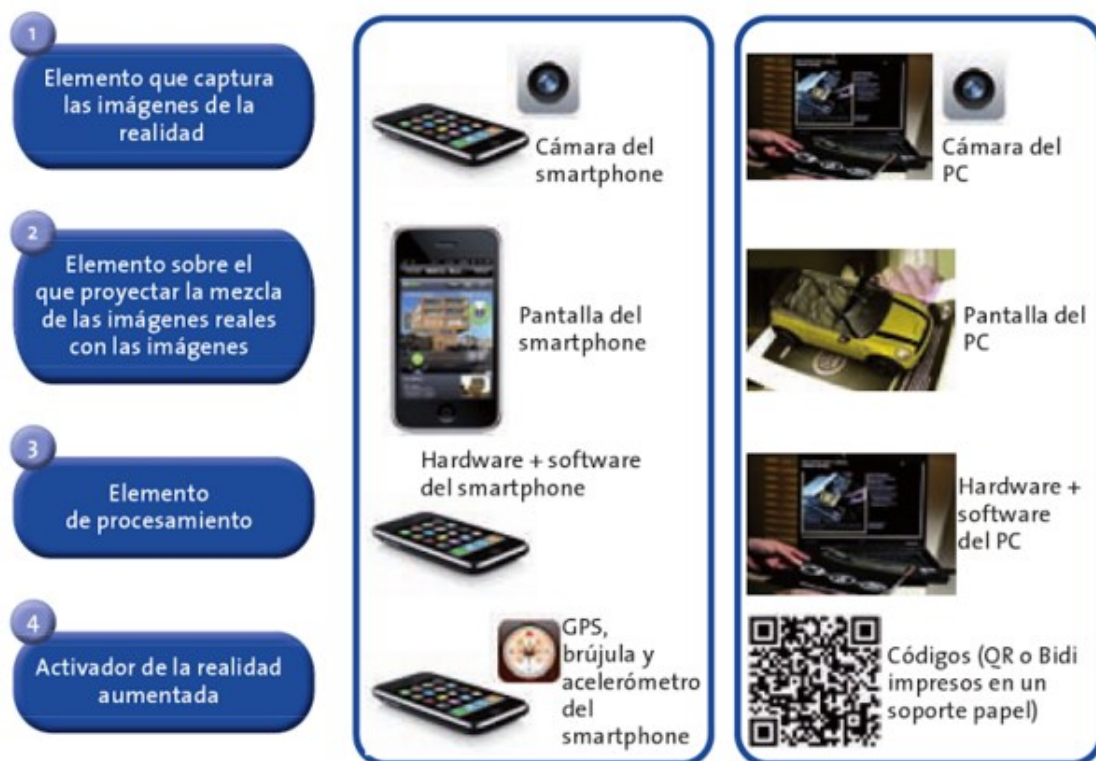 1
Elemento que captura
las imágenes de la
realidad
Cámara del
smartphone
Cámara del
PC
2
Elemento sobre el
que proyectar la mezcla
de las imágenes reales
con las imágenes
Pantalla del
smartphone
Pantalla del
PC
3
Elemento
de procesamiento
Hardware + software
del smartphone
Hardware +
software
del PC
4
Activador de la realidad
aumentada
GPS,
brújula y
acelerómetro
del
smartphone
Códigos (QR o Bidi
impresos en un
soporte papel)